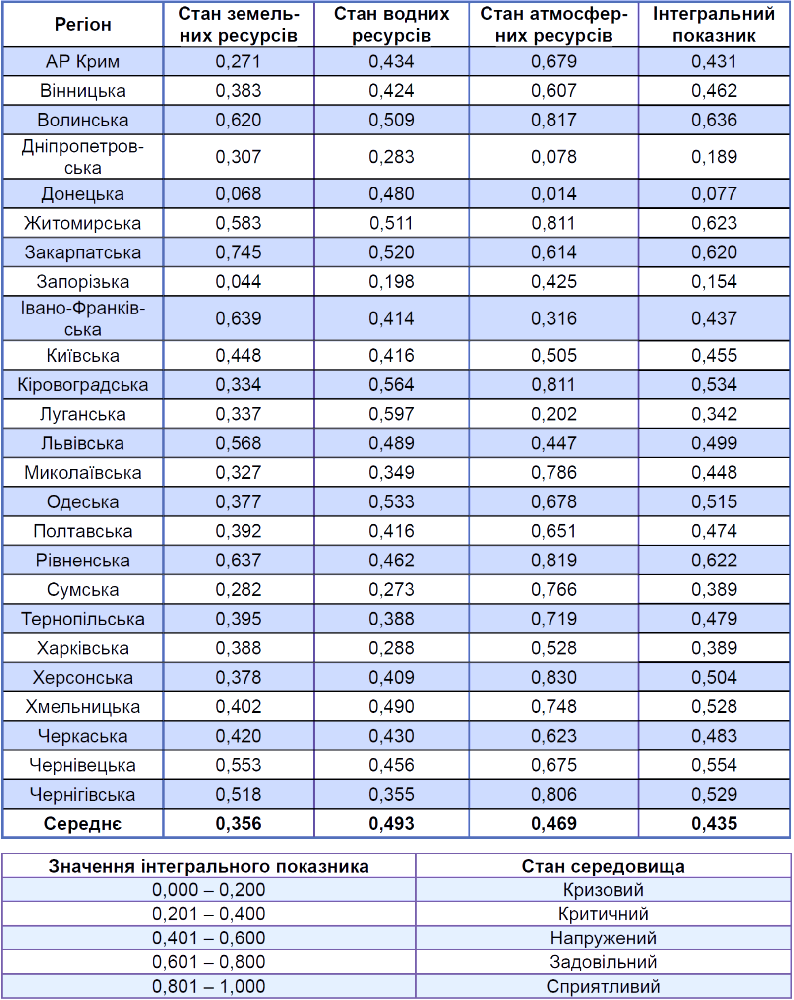 Регіон Стан земель- Стан водних Стан атмосфер- Інтегральний
них ресурсів ресурсів них ресурсів показник
АР Крим 0,271 0,434 0,679 0,431
Вінницька 0,383 0,424 0,607 0,462
Волинська 0,620 0,509 0,817 0,636
Дніпропетров-
ська 0,307 0,283 0,078 0,189
Донецька 0,068 0,480 0,014 0,077
Житомирська 0,583 0,511 0,811 0,623
Закарпатська 0,745 0,520 0,614 0,620
Запорізька 0,044 0,198 0,425 0,154
Івано-Франків-
ська 0,639 0,414 0,316 0,437
Київська 0,448 0,416 0,505 0,455
Кіровоградська 0,334 0,564 0,811 0,534
Луганська 0,337 0,597 0,202 0,342
Львівська 0,568 0,489 0,447 0,499
Миколаївська 0,327 0,349 0,786 0,448
Одеська 0,377 0,533 0,678 0,515
Полтавська 0,392 0,416 0,651 0,474
Рівненська 0,637 0,462 0,819 0,622
Сумська 0,282 0,273 0,766 0,389
Тернопільська 0,395 0,388 0,719 0,479
Харківська 0,388 0,288 0,528 0,389
Херсонська 0,378 0,409 0,830 0,504
Хмельницька 0,402 0,490 0,748 0,528
Черкаська 0,420 0,430 0,623 0,483
Чернівецька 0,553 0,456 0,675 0,554
Чернігівська 0,518 0,355 0,806 0,529
Середнє 0,356 0,493 0,469 0,435
Значення інтегрального показника Стан середовища
0,000 – 0,200 Кризовий
0,201 – 0,400 Критичний
0,401 – 0,600 Напружений
0,601 – 0,800 Задовільний
0,801 – 1,000 Сприятливий